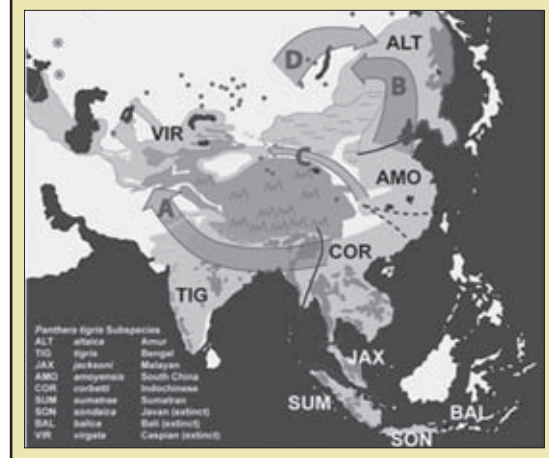 D
ALT
B
VIR
C
AMO
A
COR
TIG
JAX
SUM
BAL
SON
Panthera tigris Subspecies
ALT altaica Amur
TIG tigris Bengal
JAX jacksoni Malayan
AMO amoyensis South China
COR corbetti Indochinese
SUM sumatrae Sumatran
SON sondaica Javan (extinct)
BAL balica Bali (extinct)
VIR virgata Caspian (extinct)